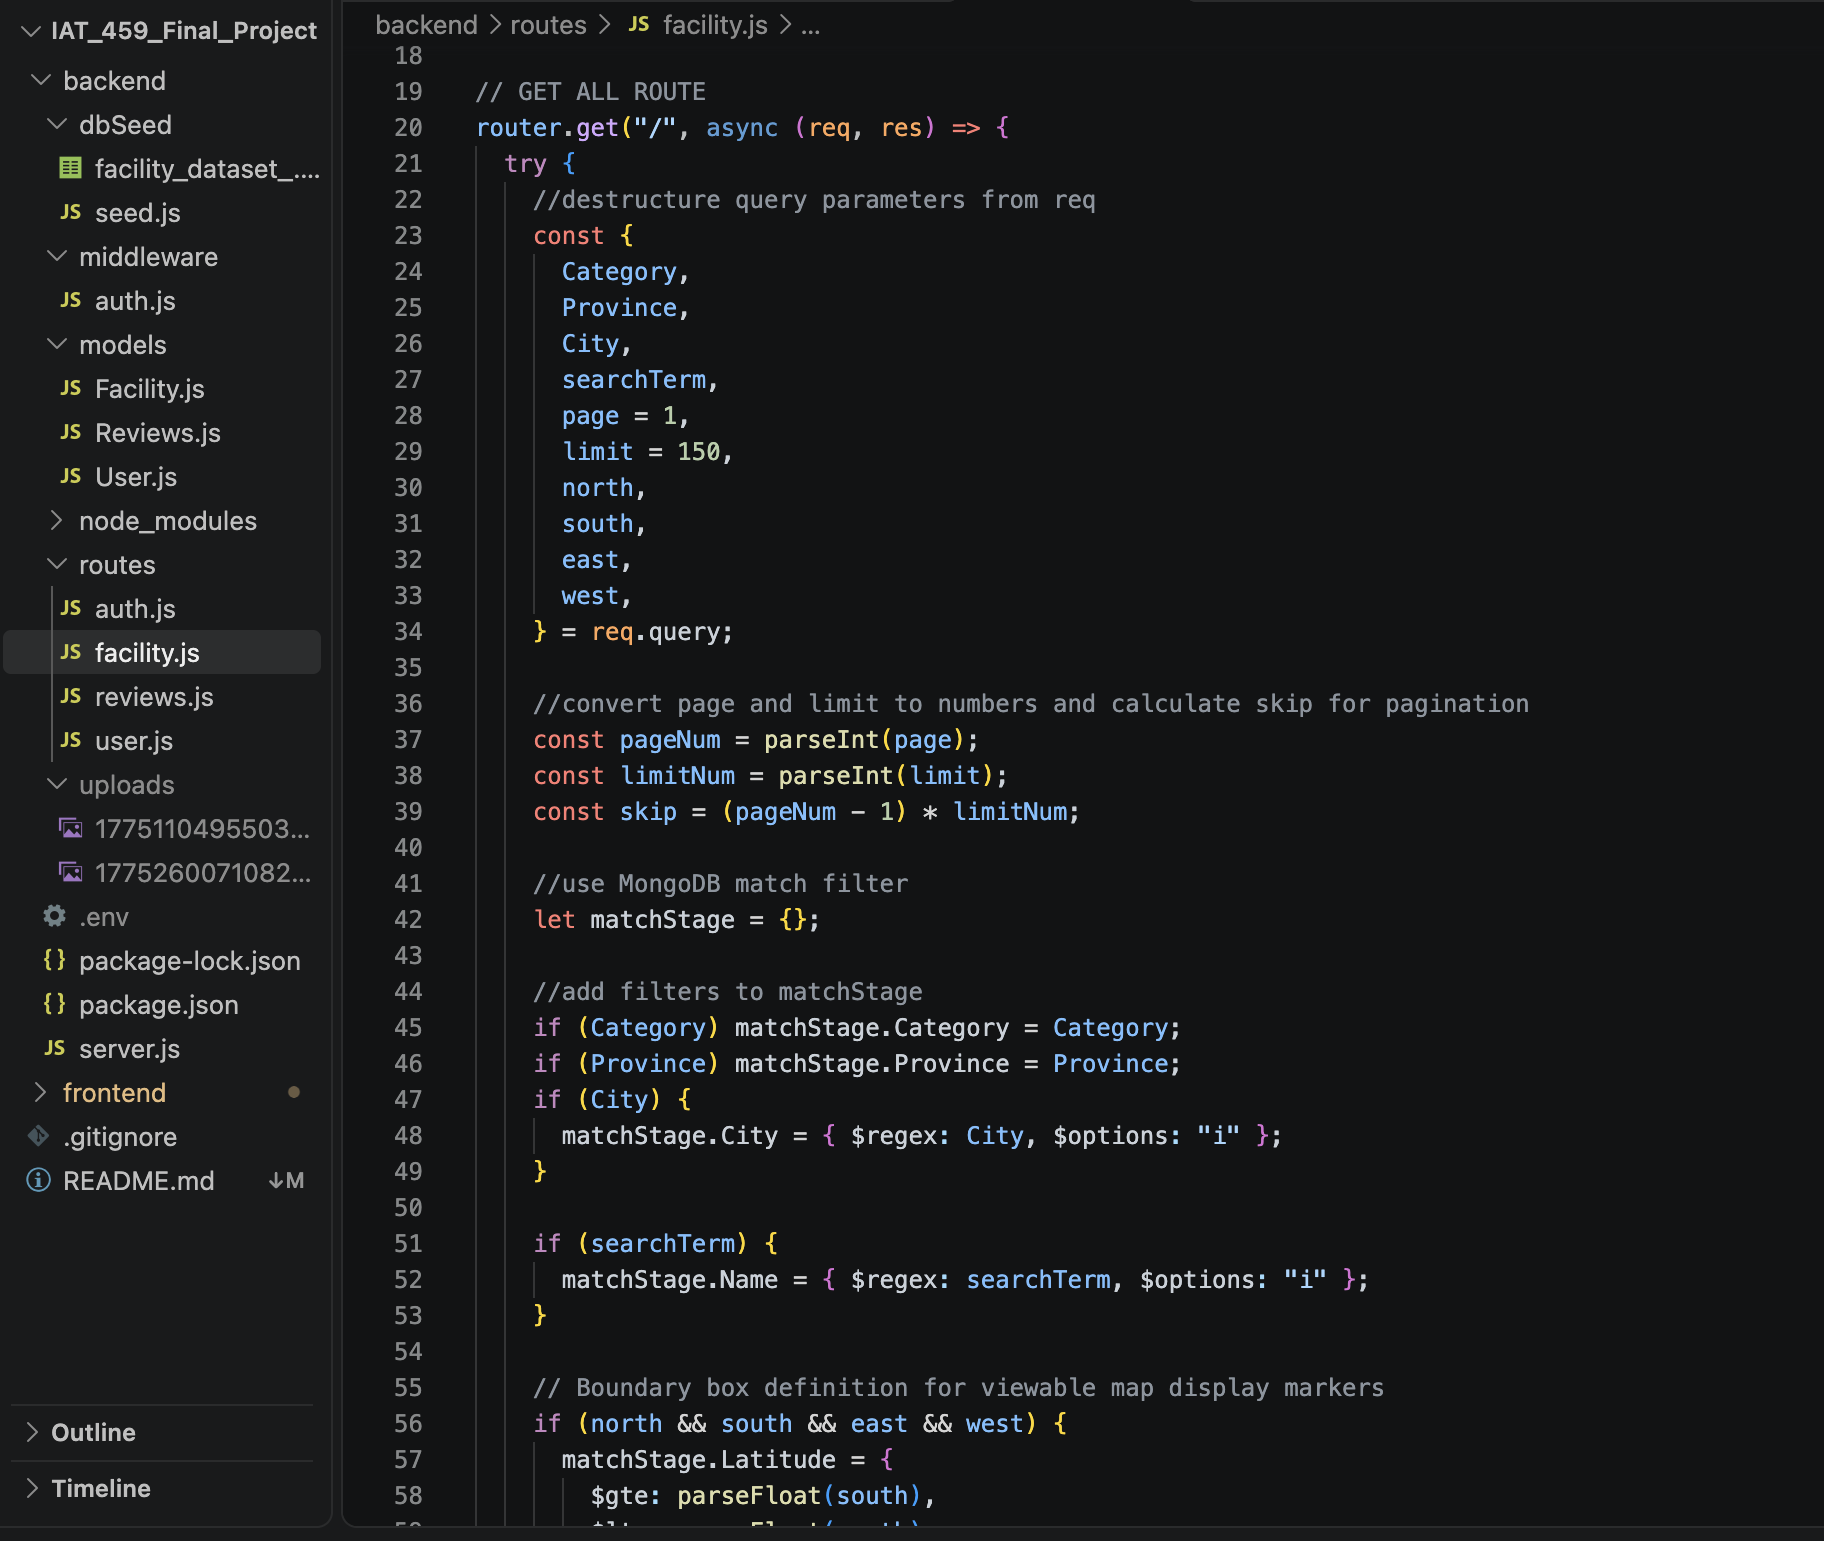 IAT_459_Final_Project
backend
dbSeed
facility_dataset_....
JS seed.js
middleware
JS auth.js
models
JS Facility.js
JS Reviews.js
JS User.js
node_modules
routes
JS auth.js
JS facility.js
JS reviews.js
JS user.js
uploads
1775110495503...
1775260071082...
.env
{} package-lock.json
{} package.json
JS server.js
frontend
.gitignore
README.md ↓M
Outline
Timeline
backend > routes > JS facility.js > ...
18
19 // GET ALL ROUTE
20 router.get("/", async (req, res) => {
21 try {
22 //destructure query parameters from req
23 const {
24 Category,
25 Province,
26 City,
27 searchTerm,
28 page = 1,
29 limit = 150,
30 north,
31 south,
32 east,
33 west,
34 } = req.query;
35
36 //convert page and limit to numbers and calculate skip for pagination
37 const pageNum = parseInt(page);
38 const limitNum = parseInt(limit);
39 const skip = (pageNum - 1) * limitNum;
40
41 //use MongoDB match filter
42 let matchStage = {};
43
44 //add filters to matchStage
45 if (Category) matchStage.Category = Category;
46 if (Province) matchStage.Province = Province;
47 if (City) {
48 matchStage.City = { $regex: City, $options: "i" };
49 }
50
51 if (searchTerm) {
52 matchStage.Name = { $regex: searchTerm, $options: "i" };
53 }
54
55 // Boundary box definition for viewable map display markers
56 if (north && south && east && west) {
57 matchStage.Latitude = {
58 $gte: parseFloat(south),